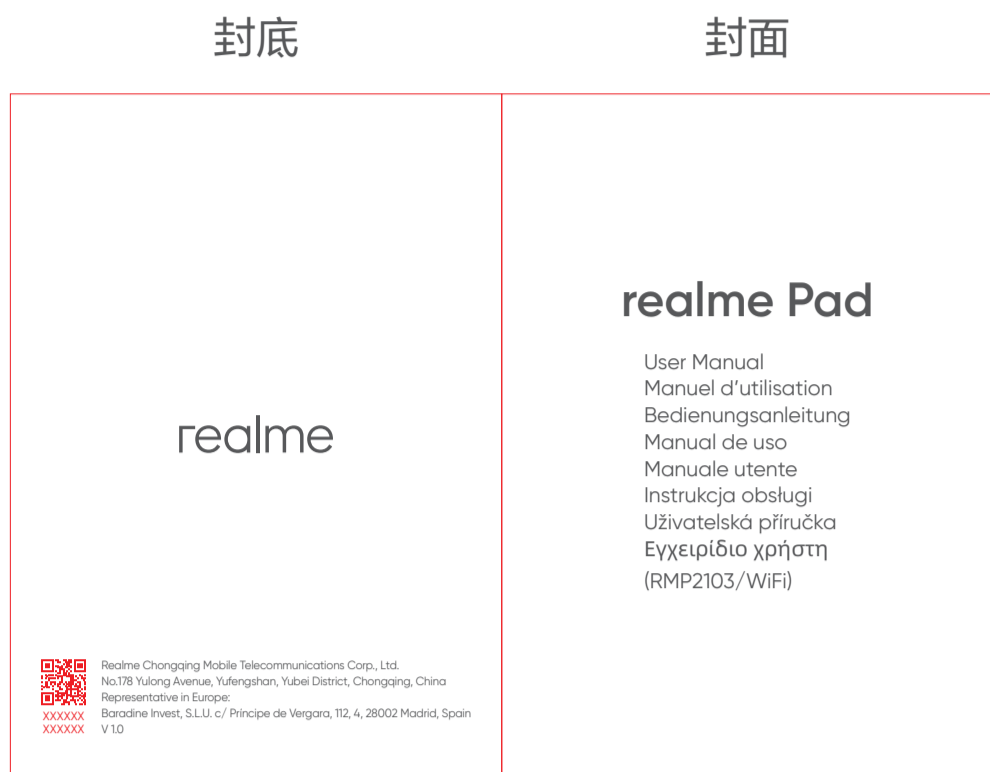 封底
封面
realme
Realme Chongqing Mobile Telecommunications Corp., Ltd.
No.178 Yulong Avenue, Yufengshan, Yubei District, Chongqing, China
Representative in Europe:
Baradine Invest, S.L.U. c/ Príncipe de Vergara, 112, 4, 28002 Madrid, Spain
V 1.0
XXXXXX
XXXXXX
realme Pad
User Manual
Manuel d’utilisation
Bedienungsanleitung
Manual de uso
Manuale utente
Instrukcja obsługi
Uživatelská příručka
Εγχειρίδιο χρήστη
(RMP2103/WiFi)